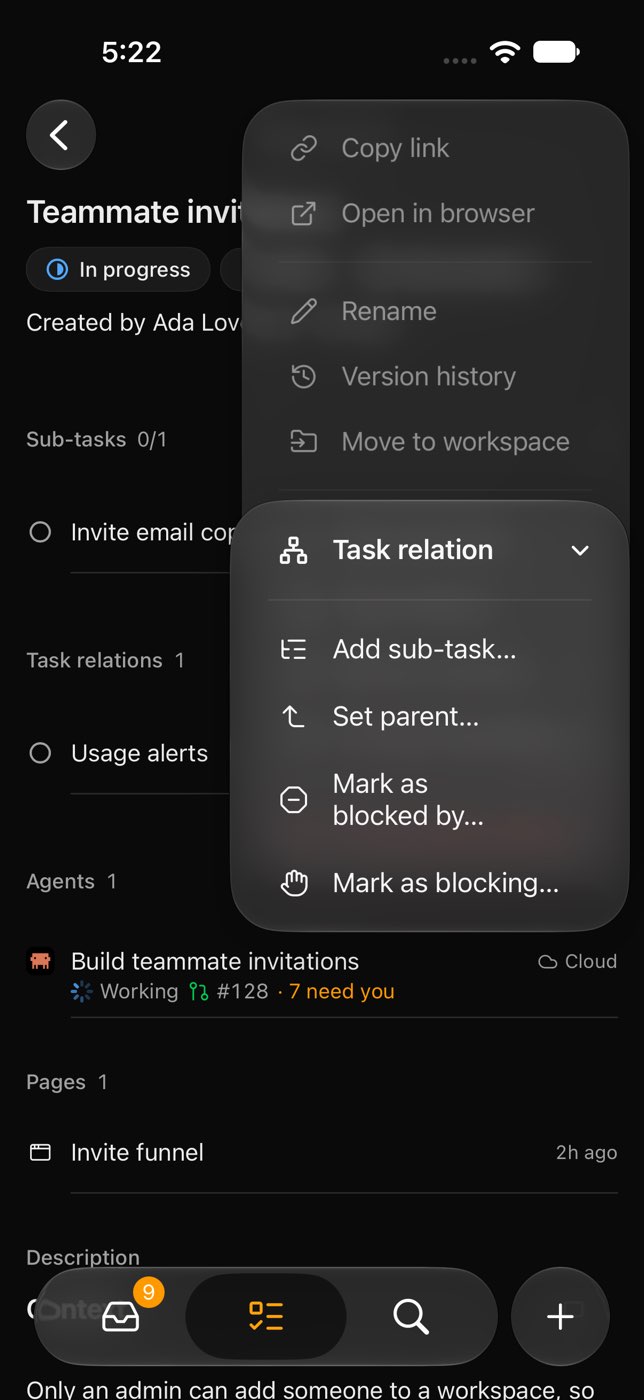 5:22
Copy link
Open in browser
Teammate
In progress
Rename
Created by Ada
Version history
Move to workspace
Sub-tasks 0/1
Invite email
Task relation
Add sub-task...
Task relations 1
Set parent...
Usage alerts
Mark as
blocked by...
Mark as blocking...
Agents 1
Build teammate invitations
Cloud
Working #128 · 7 need you
Pages 1
Invite funnel
2h ago
Description
9
Only an admin can add someone to a workspace, so